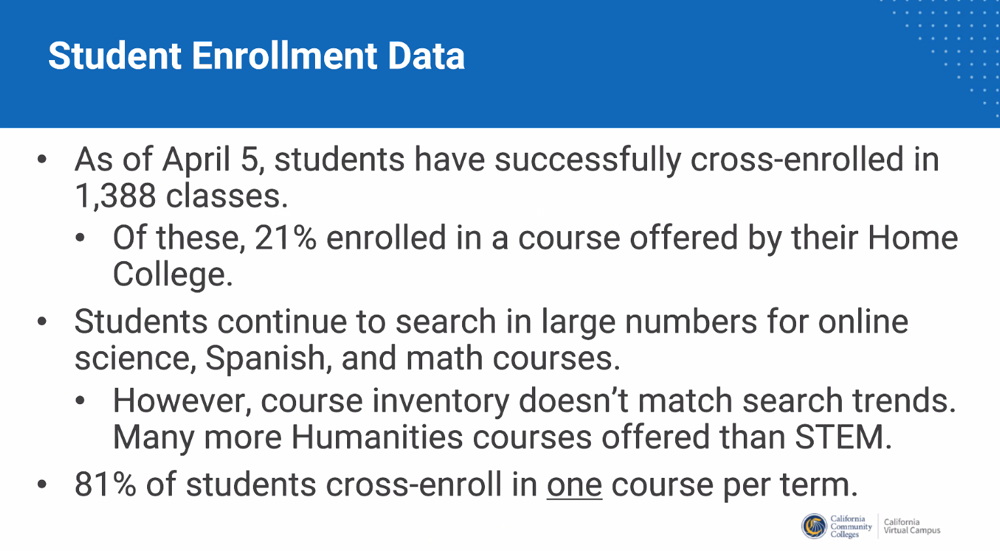 Student Enrollment Data
• As of April 5, students have successfully cross-enrolled in
1,388 classes.
• Of these, 21% enrolled in a course offered by their Home
College.
• Students continue to search in large numbers for online
science, Spanish, and math courses.
• However, course inventory doesn’t match search trends.
Many more Humanities courses offered than STEM.
• 81% of students cross-enroll in one course per term.
California
Community
Colleges
California
Virtual Campus